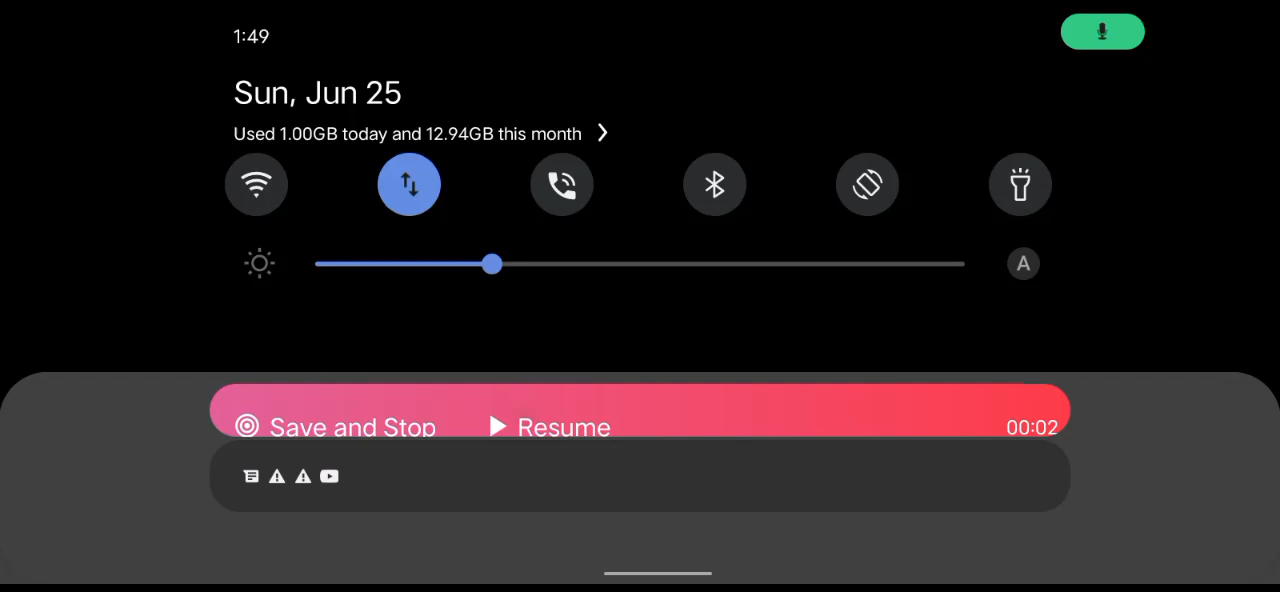 1:49
Sun, Jun 25
Used 1.00GB today and 12.94GB this month
A
Save and Stop Resume 00:02